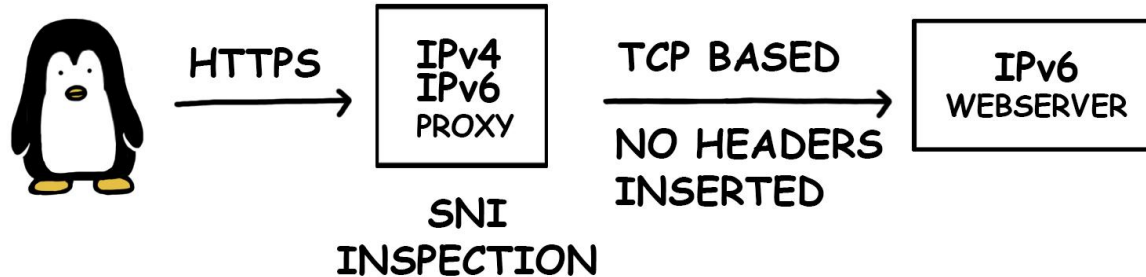 HTTPS
IPv4
IPv6
PROXY
SNI
INSPECTION
TCP BASED
NO HEADERS
INSERTED
IPv6
WEBSERVER